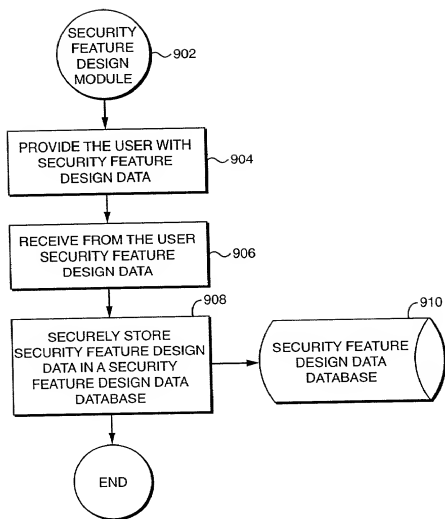 SECURITY
FEATURE
DESIGN
MODULE
902
PROVIDE THE USER WITH
SECURITY FEATURE
DESIGN DATA
904
RECEIVE FROM THE USER
SECURITY FEATURE
DESIGN DATA
906
908
SECURELY STORE
SECURITY FEATURE DESIGN
DATA IN A SECURITY
FEATURE DESIGN DATA
DATABASE
910
SECURITY FEATURE
DESIGN DATA
DATABASE
END